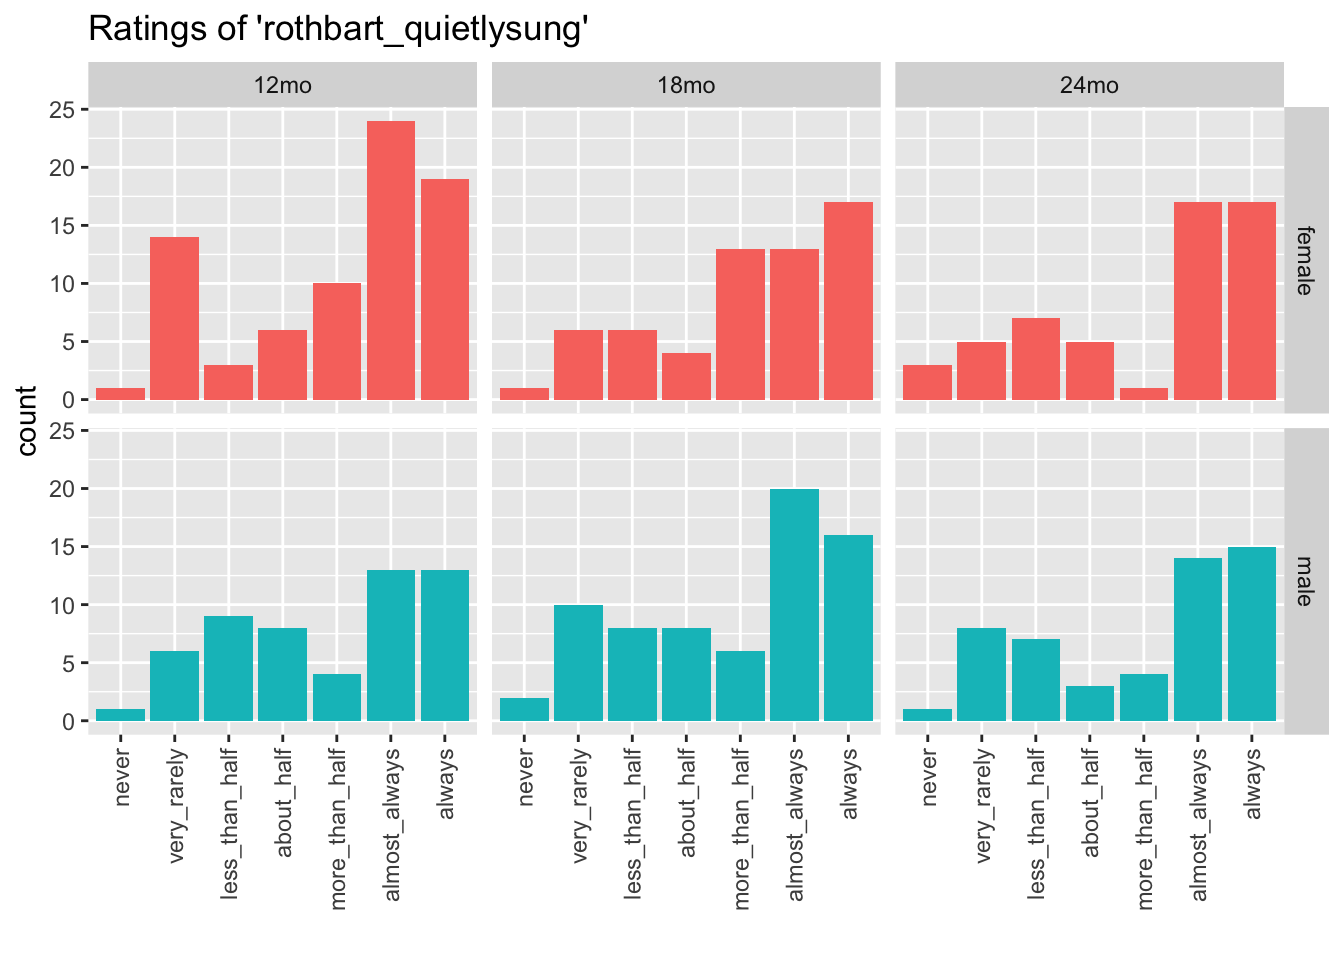 Ratings of 'rothbart_quietlysung'
12mo 18mo 24mo
25
20
15
10
5
0
female
count
25
20
15
10
5
0
male
never very_rarely less_than_half about_half more_than_half almost_always always
never very_rarely less_than_half about_half more_than_half almost_always always
never very_rarely less_than_half about_half more_than_half almost_always always